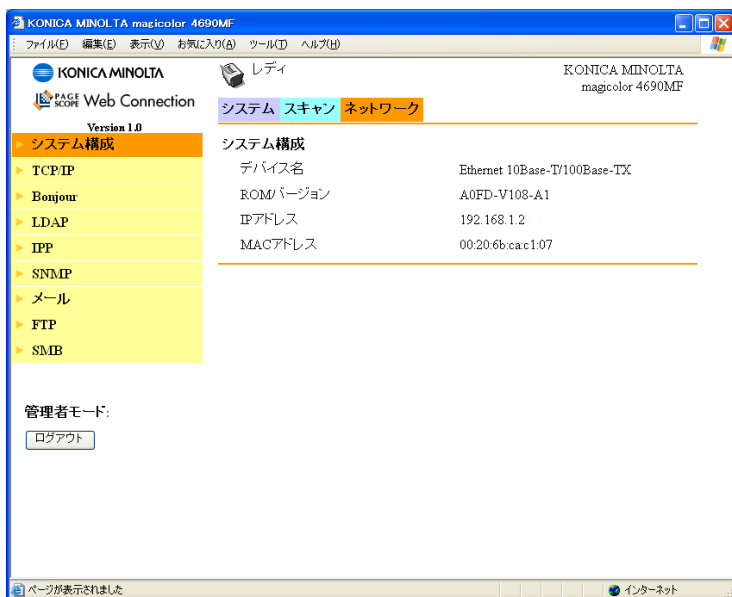 KONICA MINOLTA magicolor 4690MF
ファイル(F) 編集(E) 表示(V) お気に入り(A) ツール(T) ヘルプ(H)
KONICA MINOLTA
レディ
KONICA MINOLTA
magicolor 4690MF
PAGE SCOPE Web Connection
Version 1.0
システム スキャン ネットワーク
システム構成
TCP/IP
Bonjour
LDAP
IPP
SNMP
メール
FTP
SMB
管理者モード:
ログアウト
システム構成
デバイス名 Ethernet 10Base-T/100Base-TX
ROMバージョン A0FD-V108-A1
IPアドレス 192.168.1.2
MACアドレス 00:20:6b:ca:c1:07
ページが表示されました
インターネット